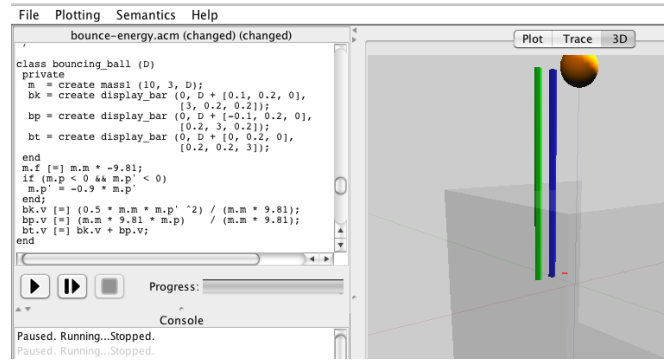 File Plotting Semantics Help
bounce-energy.acm (changed) (changed)
Plot Trace 3D
class bouncing_ball (D)
private
m = create mass1 (10, 3, D);
bk = create display_bar (0, D + [0.1, 0.2, 0],
[3, 0.2, 0.2]);
bp = create display_bar (0, D + [-0.1, 0.2, 0],
[0.2, 3, 0.2]);
bt = create display_bar (0, D + [0, 0.2, 0],
[0.2, 0.2, 3]);
end
m.f [=] m.m * -9.81;
if (m.p < 0 && m.p' < 0)
m.p' = -0.9 * m.p'
end;
bk.v [=] (0.5 * m.m * m.p' ^2) / (m.m * 9.81);
bp.v [=] (m.m * 9.81 * m.p) / (m.m * 9.81);
bt.v [=] bk.v + bp.v;
end
Progress:
Console
Paused. Running...Stopped.
Paused. Running...Stopped.